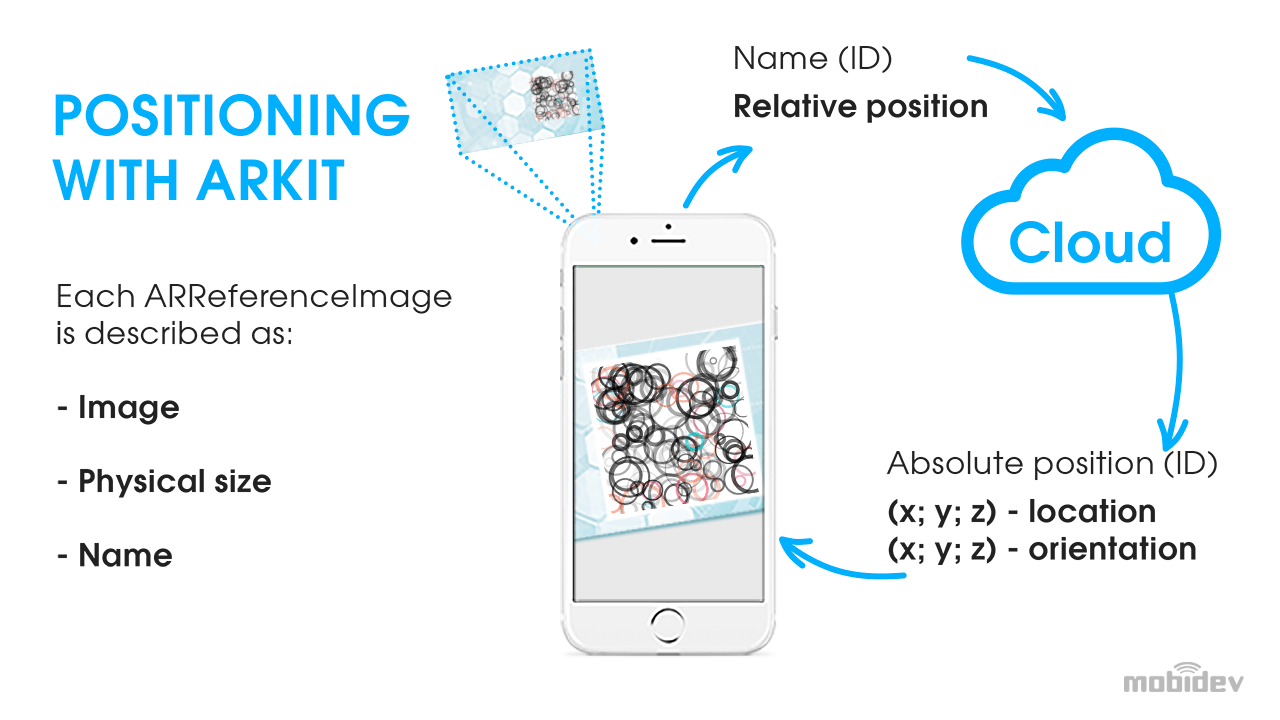 POSITIONING
WITH ARKIT
Each ARReferenceImage
is described as:
- Image
- Physical size
- Name
Name (ID)
Relative position
Cloud
Absolute position (ID)
(x; y; z) - location
(x; y; z) - orientation
mobidev